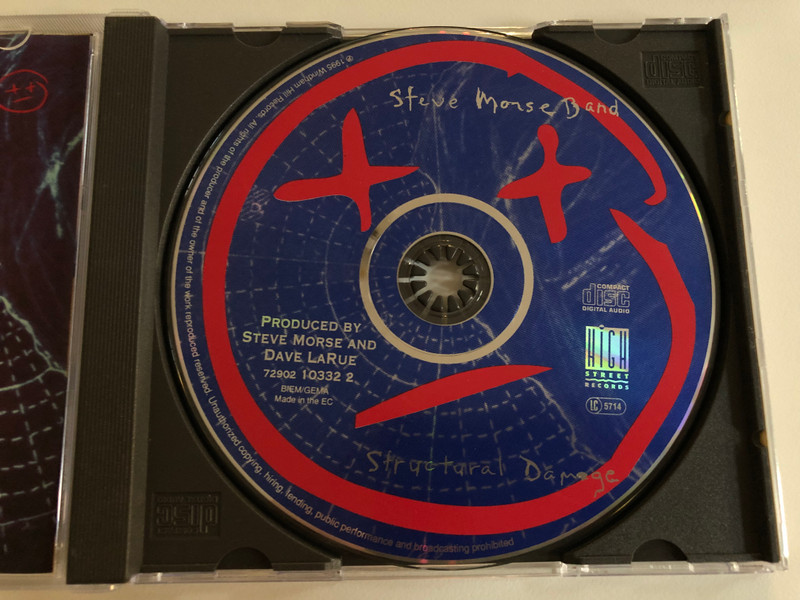 Steve Morse Band
℗ 1995 Windham Hill Records. All rights of the producer and of the owner of the work reproduced reserved. Unauthorized copying, hiring, lending, public performance and broadcasting prohibited.
PRODUCED BY
STEVE MORSE AND
DAVE LARUE
72902 10332 2
BIEM/GEMA
Made in the EC
COMPACT
disc
DIGITAL AUDIO
HiGH
STREET
RECORDS
LC 5714
Structural Damage
disc
disc